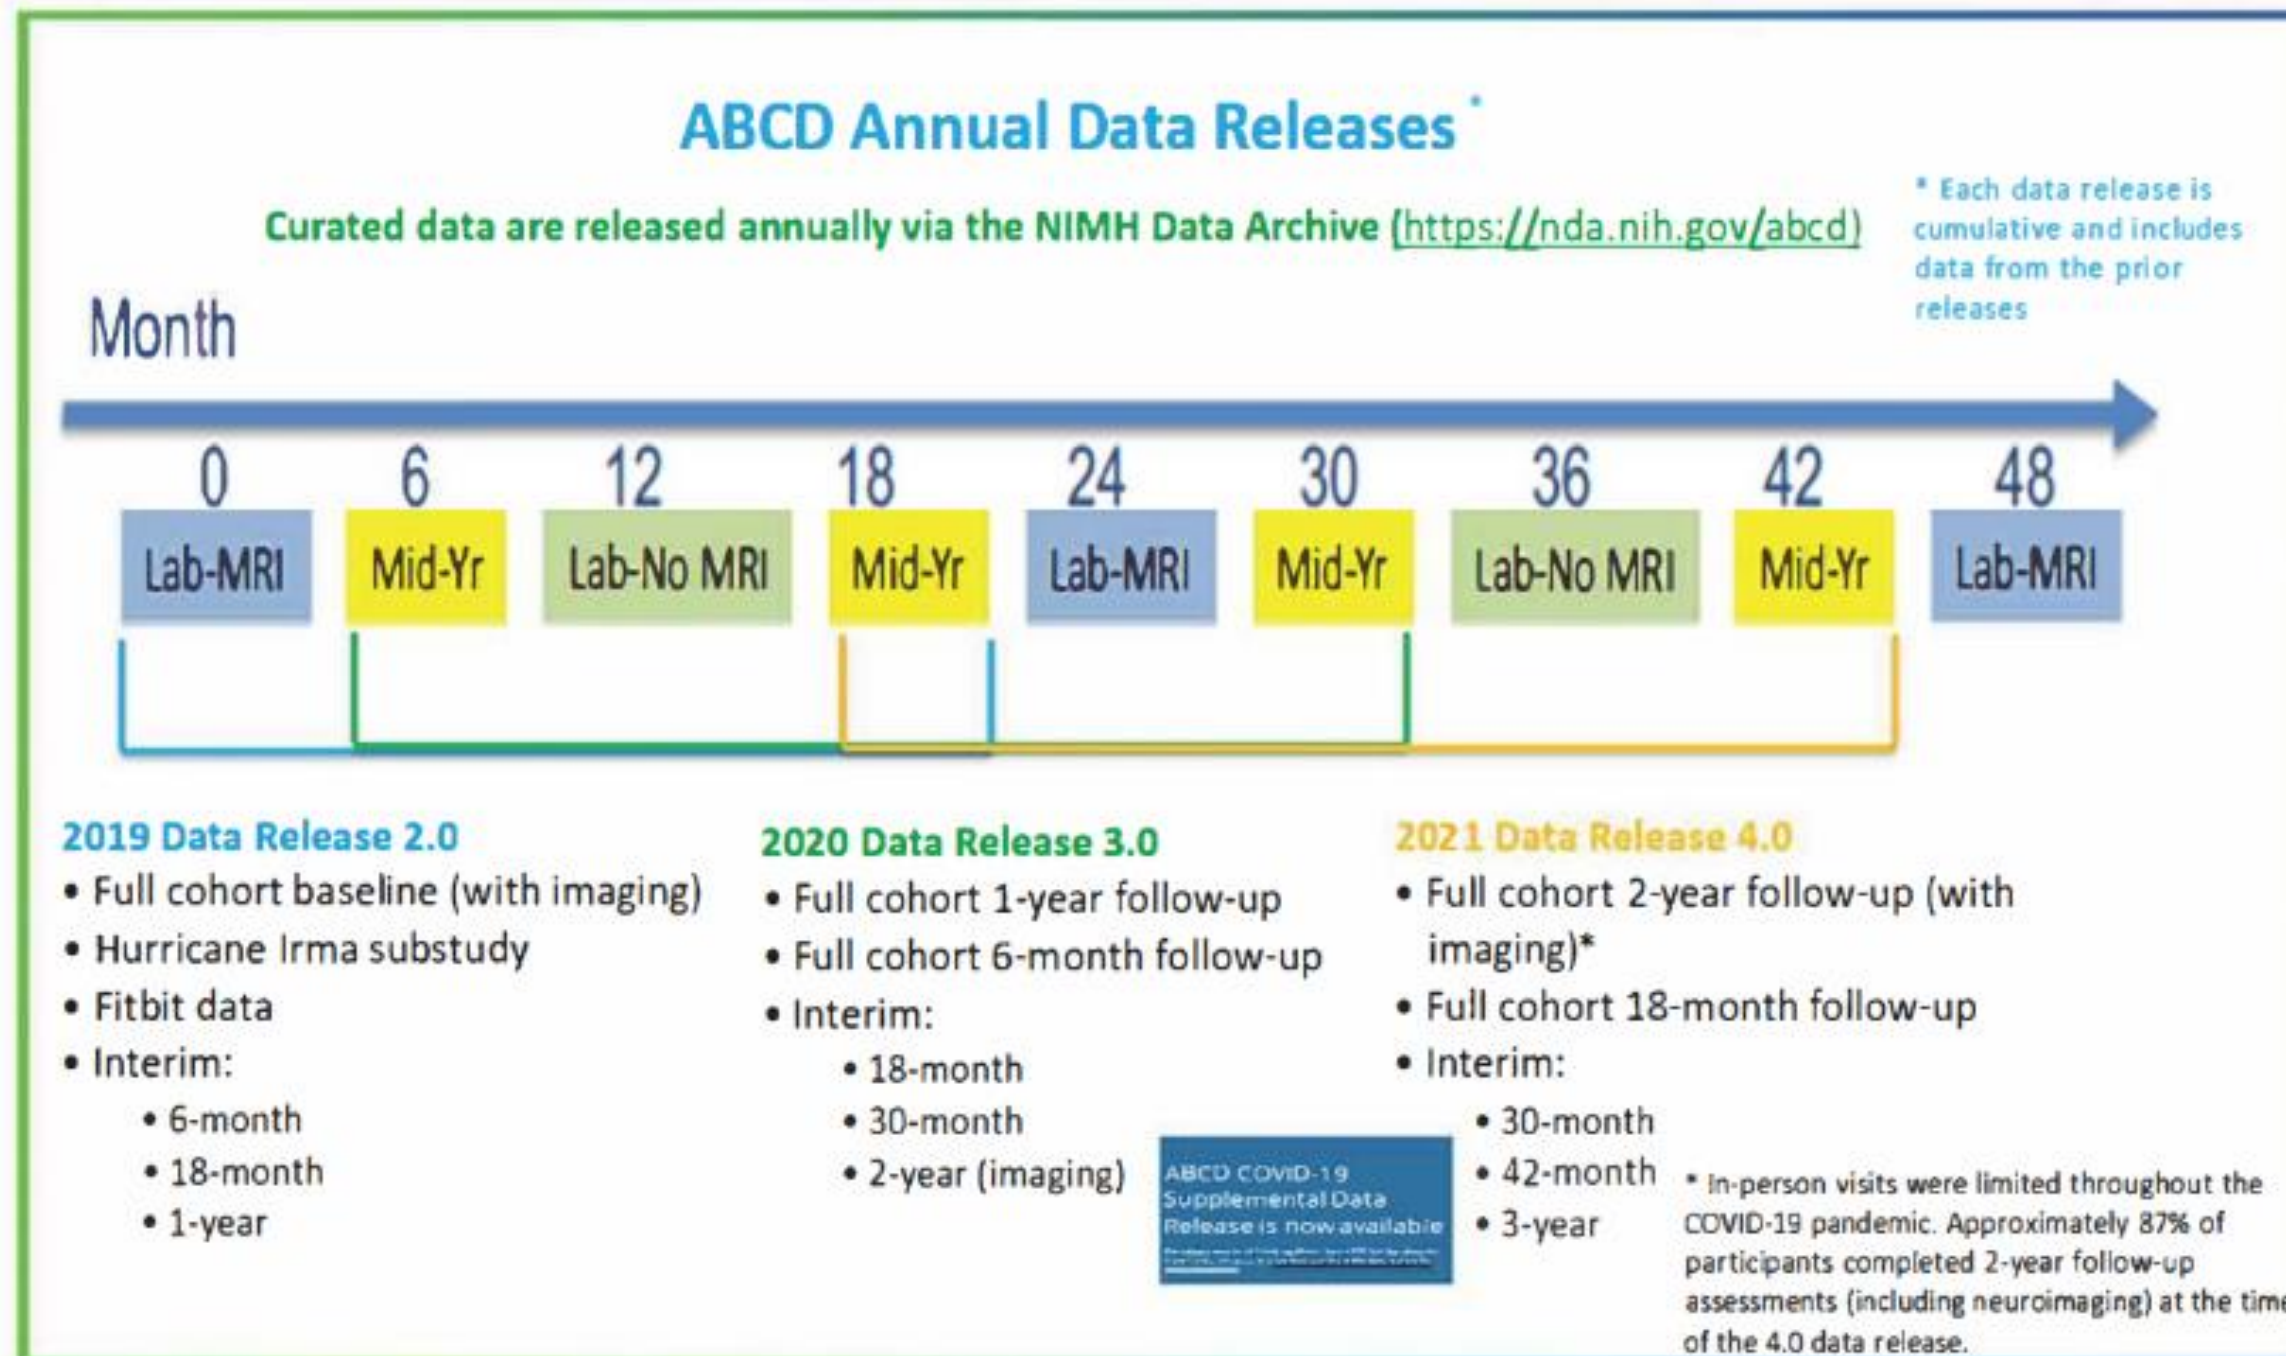 ABCD Annual Data Releases*
Curated data are released annually via the NIMH Data Archive (https://nda.nih.gov/abcd)
* Each data release is
cumulative and includes
data from the prior
releases
Month
0 6 12 18 24 30 36 42 48
Lab-MRI Mid-Yr Lab-No MRI Mid-Yr Lab-MRI Mid-Yr Lab-No MRI Mid-Yr Lab-MRI
2019 Data Release 2.0
• Full cohort baseline (with imaging)
• Hurricane Irma substudy
• Fitbit data
• Interim:
• 6-month
• 18-month
• 1-year
2020 Data Release 3.0
• Full cohort 1-year follow-up
• Full cohort 6-month follow-up
• Interim:
• 18-month
• 30-month
• 2-year (imaging)
ABCD COVID-19
Supplemental Data
Release is now available
2021 Data Release 4.0
• Full cohort 2-year follow-up (with
imaging)*
• Full cohort 18-month follow-up
• Interim:
• 30-month
• 42-month
• 3-year
* In-person visits were limited throughout the
COVID-19 pandemic. Approximately 87% of
participants completed 2-year follow-up
assessments (including neuroimaging) at the time
of the 4.0 data release.